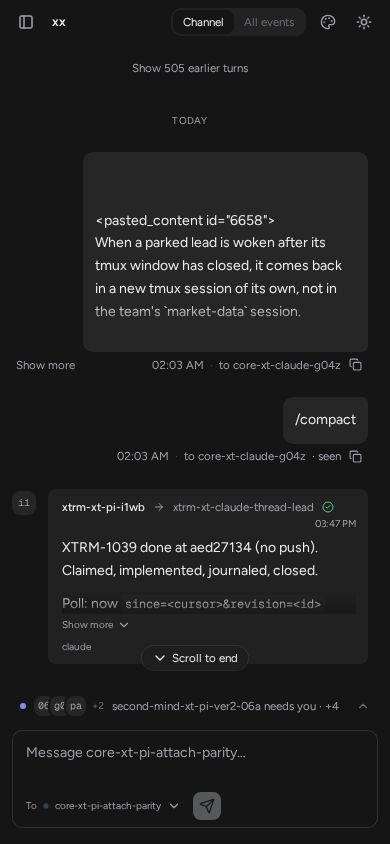 xx
Channel
All events
Show 505 earlier turns
TODAY
<pasted_content id="6658">
When a parked lead is woken after its
tmux window has closed, it comes back
in a new tmux session of its own, not in
the team's `market-data` session.
Show more
02:03 AM · to core-xt-claude-g04z
/compact
02:03 AM · to core-xt-claude-g04z · seen
i1
xtrm-xt-pi-i1wb → xtrm-xt-claude-thread-lead
03:47 PM
XTRM-1039 done at aed27134 (no push).
Claimed, implemented, journaled, closed.
Poll: now since=<cursor>&revision=<id>
Show more
claude
Scroll to end
pa +2 second-mind-xt-pi-ver2-06a needs you · +4
Message core-xt-pi-attach-parity...
To core-xt-pi-attach-parity